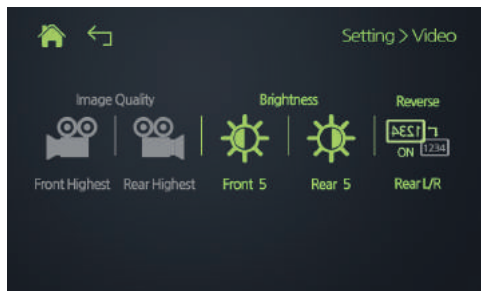 Setting > Video
Image Quality
Brightness
Reverse
1234
ON 1234
Front Highest
Rear Highest
Front 5
Rear 5
Rear L/R